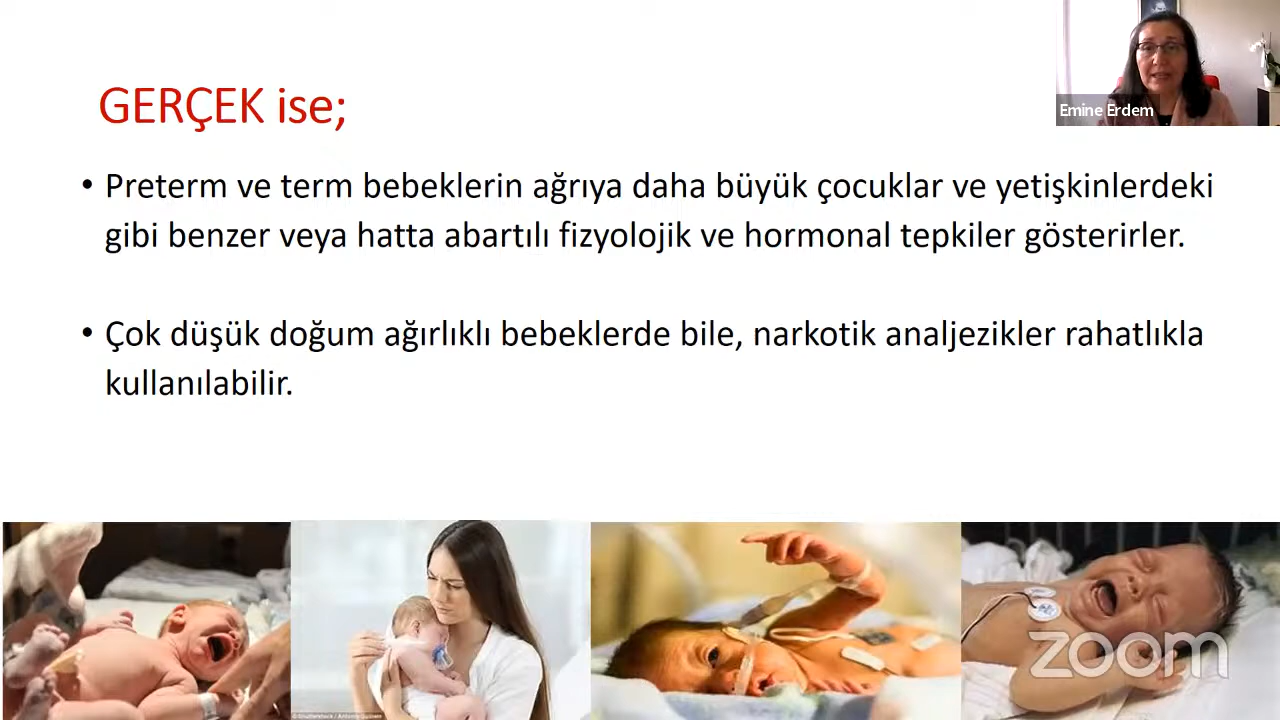 GERÇEK ise;
Emine Erdem
• Preterm ve term bebeklerin ağrıya daha büyük çocuklar ve yetişkinlerdeki
gibi benzer veya hatta abartılı fizyolojik ve hormonal tepkiler gösterirler.
• Çok düşük doğum ağırlıklı bebeklerde bile, narkotik analjezikler rahatlıkla
kullanılabilir.
zoom